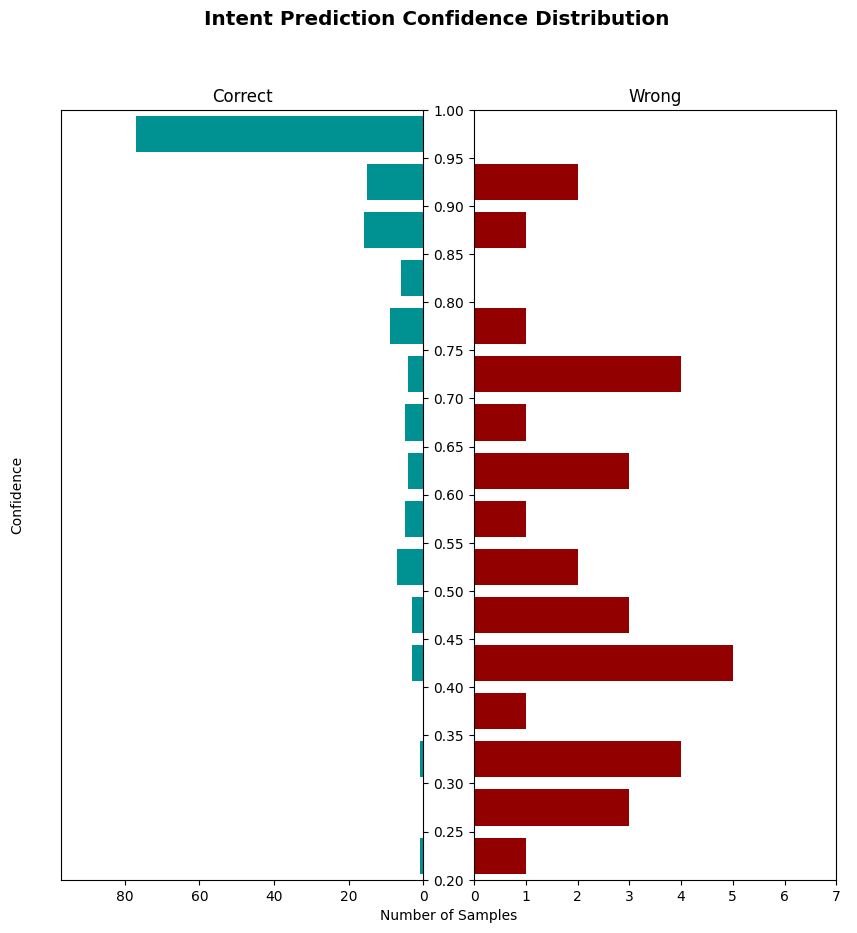 Intent Prediction Confidence Distribution
Correct
Wrong
1.00
0.95
0.90
0.85
0.80
0.75
0.70
0.65
0.60
0.55
0.50
0.45
0.40
0.35
0.30
0.25
0.20
Confidence
80 60 40 20 0
0 1 2 3 4 5 6 7
Number of Samples